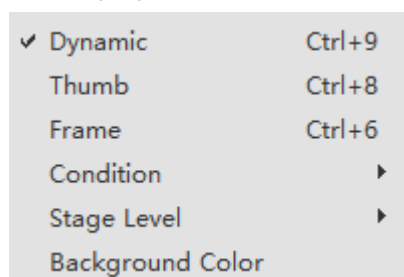 Dynamic Ctrl+9
Thumb Ctrl+8
Frame Ctrl+6
Condition
Stage Level
Background Color